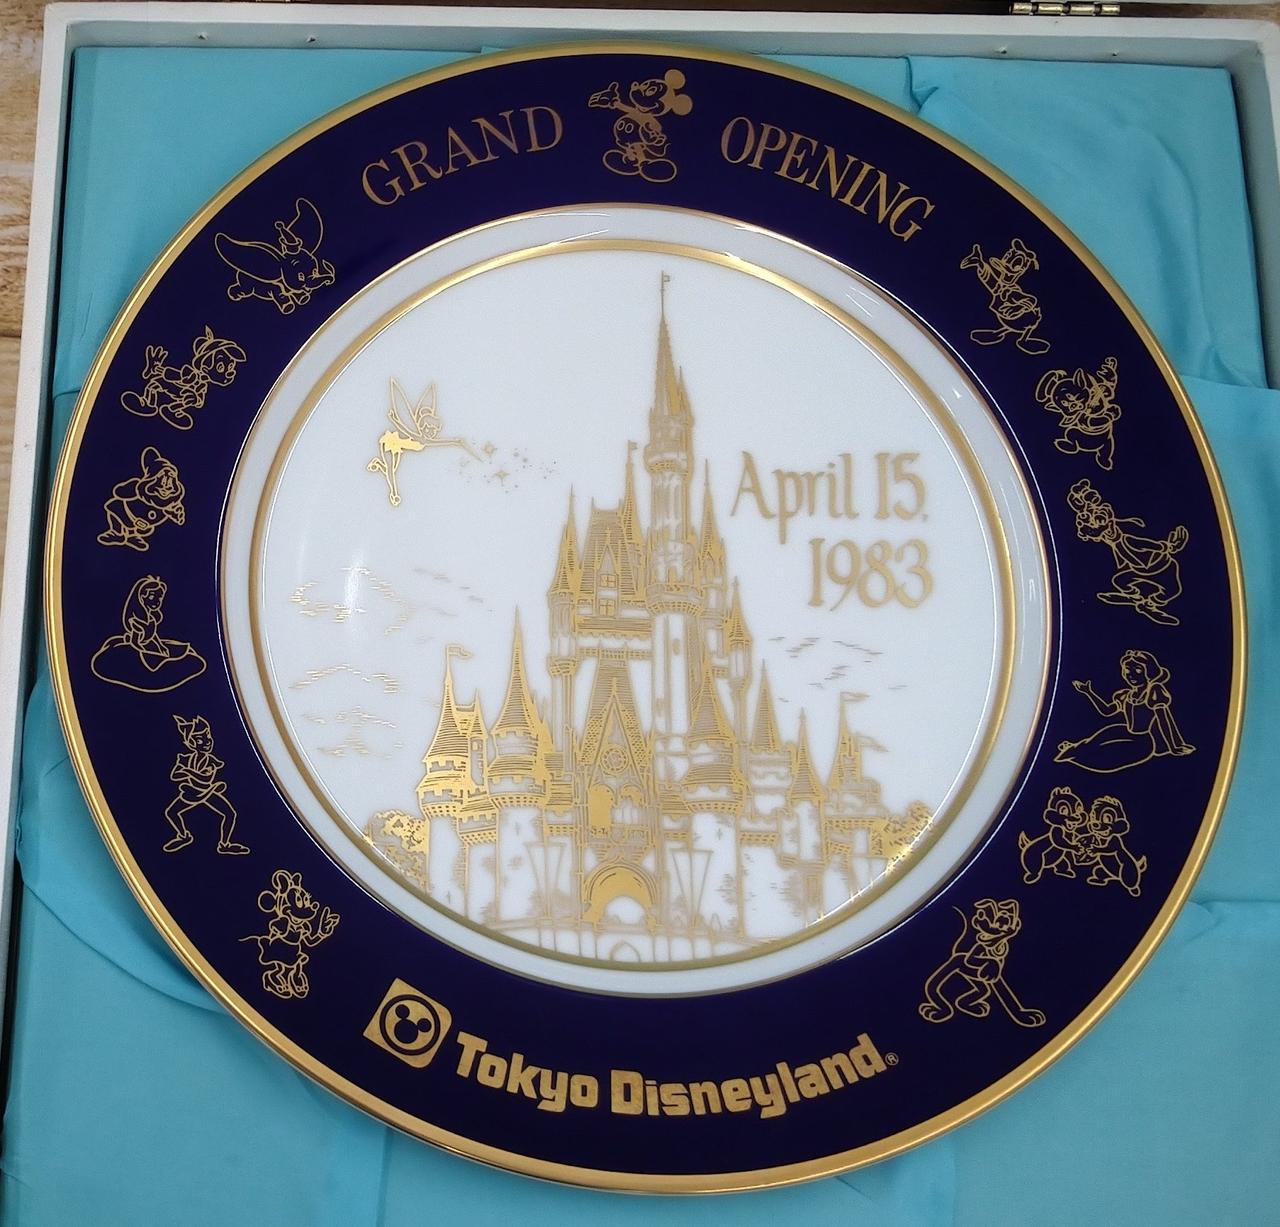 GRAND OPENING
April 15,
1983
Tokyo Disneyland®